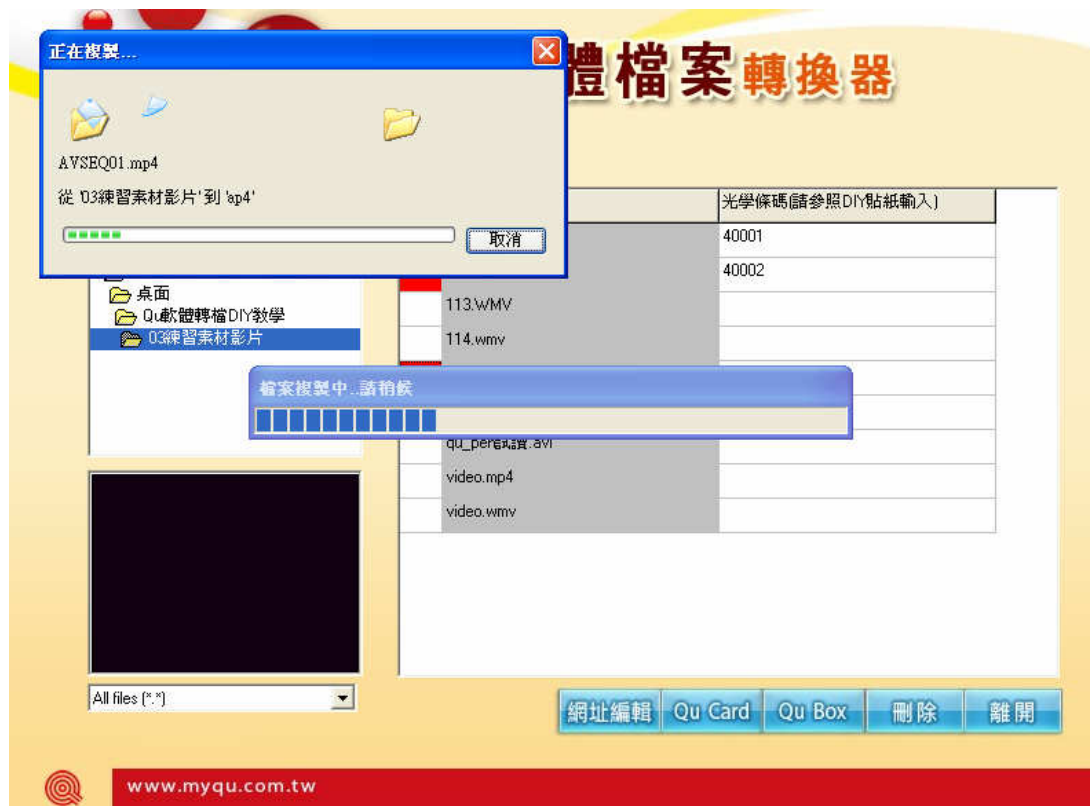 正在複製...
體檔案轉換器
AVSEQ01.mp4
從 '03練習素材影片' 到 'ap4'
取消
光學條碼(請參照DIY貼紙輸入)
40001
40002
桌面
Qu軟體轉檔DIY教學
03練習素材影片
113.WMV
114.wmv
檔案複製中..請稍候
video.mp4
video.wmv
All files (*.*)
網址編輯
Qu Card
Qu Box
刪除
離開
www.myqu.com.tw